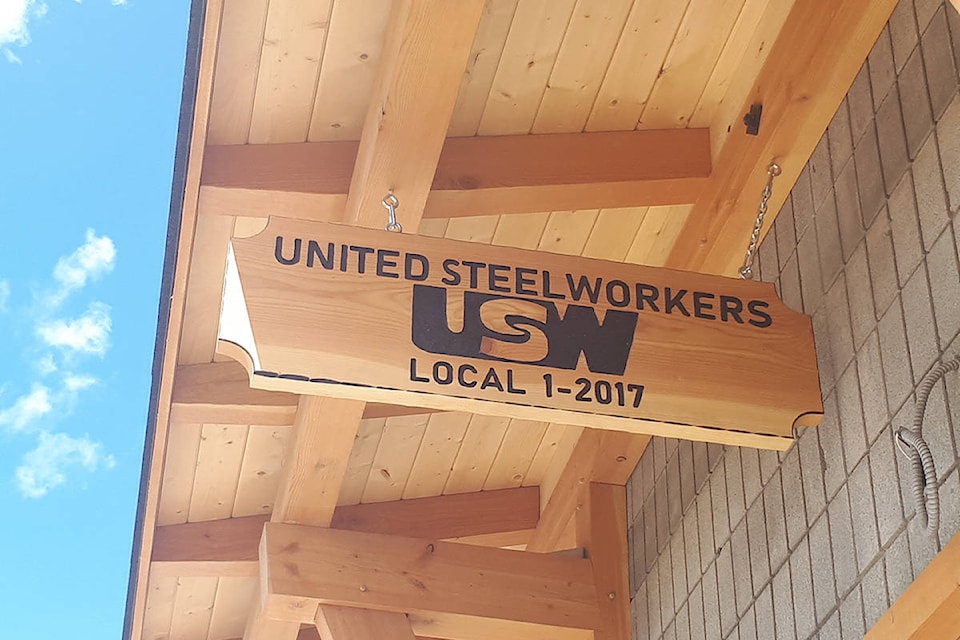 UNITED STEELWORKERS
USW
LOCAL 1-2017